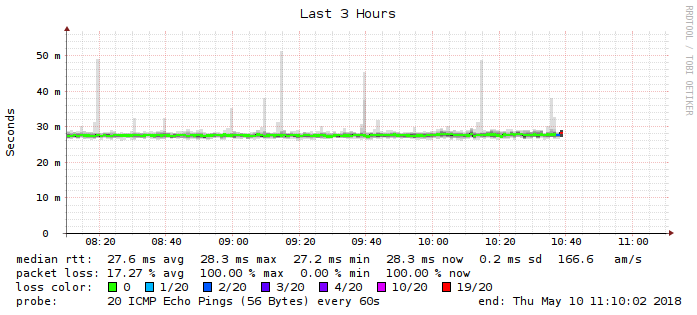 Last 3 Hours
RRDTOOL / TOBI OETIKER
Seconds
50 m
40 m
30 m
20 m
10 m
0
08:20 08:40 09:00 09:20 09:40 10:00 10:20 10:40 11:00
median rtt: 27.6 ms avg 28.3 ms max 27.2 ms min 28.3 ms now 0.2 ms sd 166.6 am/s
packet loss: 17.27 % avg 100.00 % max 0.00 % min 100.00 % now
loss color: 0 1/20 2/20 3/20 4/20 10/20 19/20
probe: 20 ICMP Echo Pings (56 Bytes) every 60s end: Thu May 10 11:10:02 2018